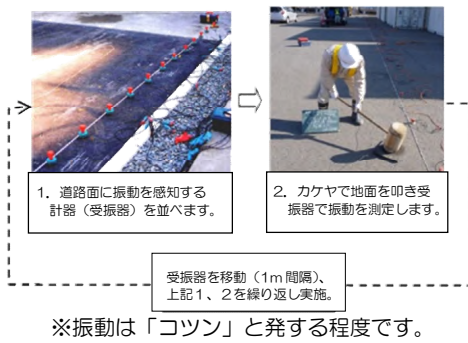 1．道路面に振動を感知する
計器（受振器）を並べます。
2．カケヤで地面を叩き受
振器で振動を測定します。
受振器を移動（1m 間隔）、
上記１、２を繰り返し実施。
※振動は「コツン」と発する程度です。